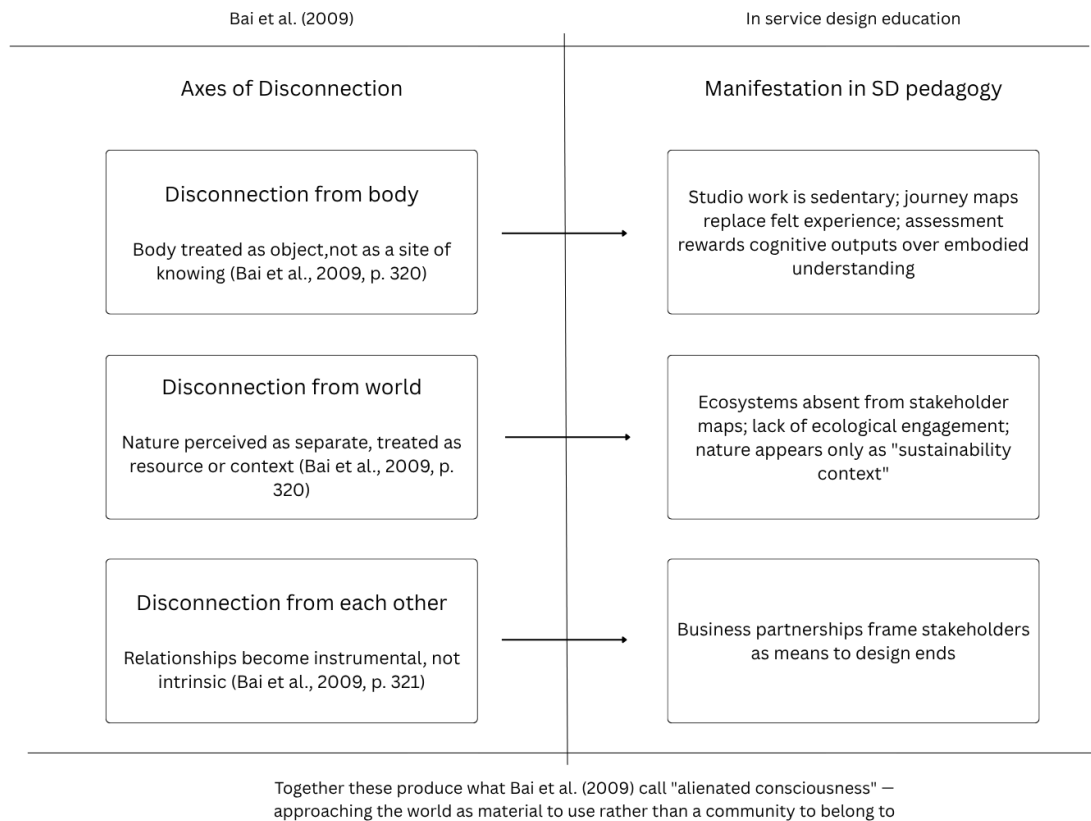 Bai et al. (2009)
In service design education
Axes of Disconnection
Manifestation in SD pedagogy
Disconnection from body
Body treated as object,not as a site of
knowing (Bai et al., 2009, p. 320)
Studio work is sedentary; journey maps
replace felt experience; assessment
rewards cognitive outputs over embodied
understanding
Disconnection from world
Nature perceived as separate, treated as
resource or context (Bai et al., 2009, p.
320)
Ecosystems absent from stakeholder
maps; lack of ecological engagement;
nature appears only as "sustainability
context"
Disconnection from each other
Relationships become instrumental, not
intrinsic (Bai et al., 2009, p. 321)
Business partnerships frame stakeholders
as means to design ends
Together these produce what Bai et al. (2009) call "alienated consciousness" —
approaching the world as material to use rather than a community to belong to